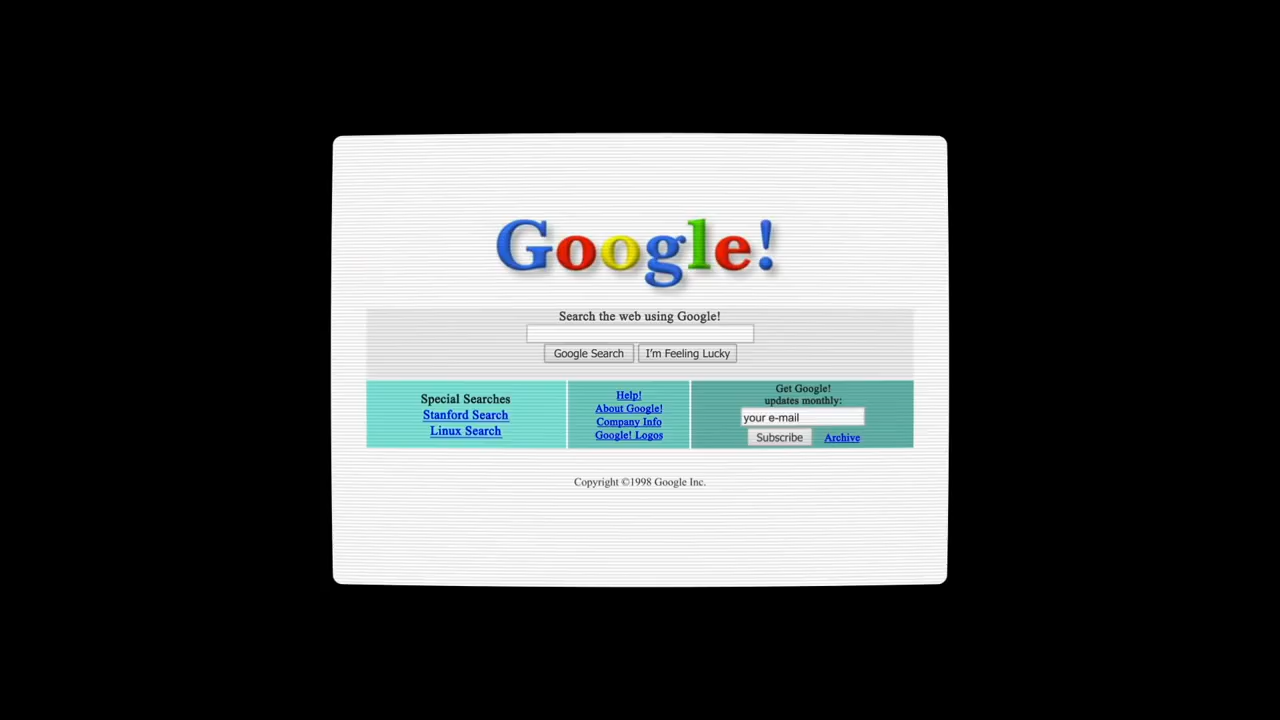 Google!
Search the web using Google!
Google Search I'm Feeling Lucky
Special Searches
Stanford Search
Linux Search
Help!
About Google!
Company Info
Google! Logos
Get Google!
updates monthly:
your e-mail
Subscribe Archive
Copyright ©1998 Google Inc.